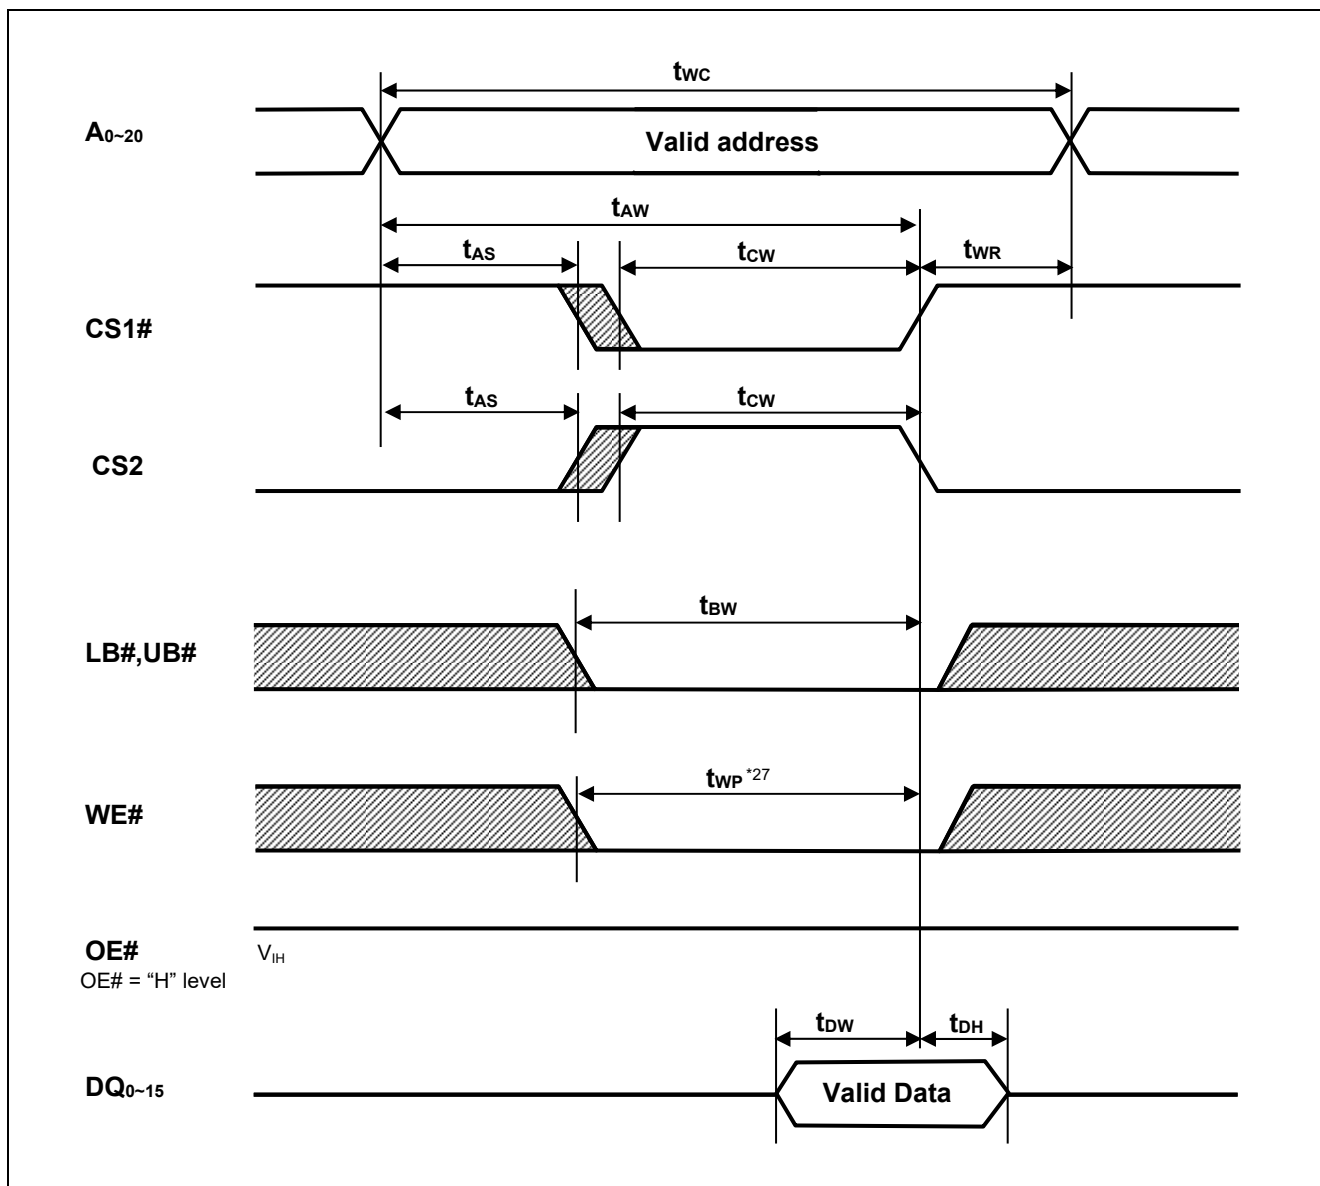 tWC
A0~20
Valid address
tAW
tAS
tCW
tWR
CS1#
tAS
tCW
CS2
tBW
LB#,UB#
tWP *27
WE#
OE#
VIH
OE# = “H” level
tDW
tDH
DQ0~15
Valid Data